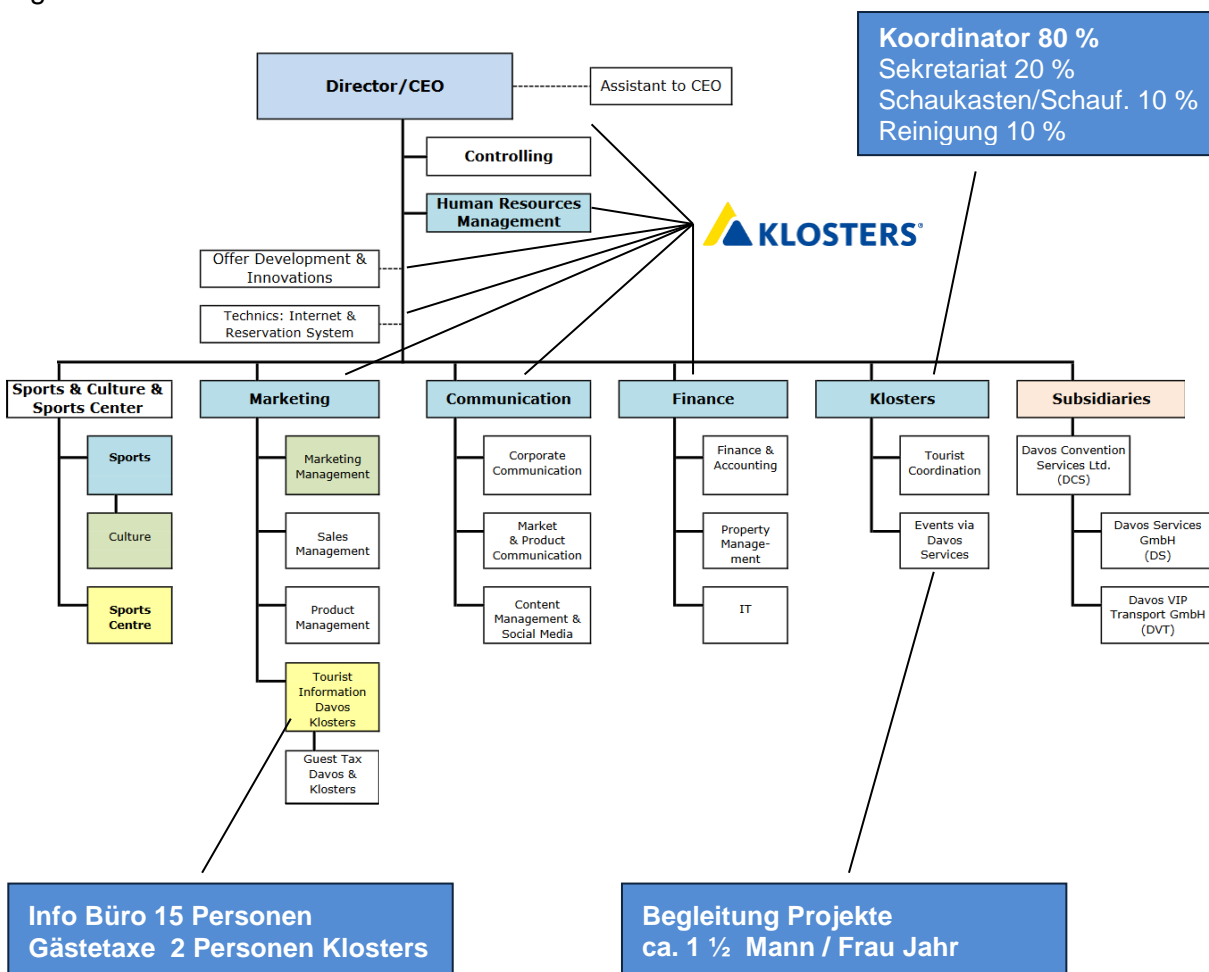 Koordinator 80 %
Sekretariat 20 %
Schaukasten/Schauf. 10 %
Reinigung 10 %
Director/CEO
Assistant to CEO
Controlling
Human Resources
Management
KLOSTERS®
Offer Development &
Innovations
Technics: Internet &
Reservation System
Sports & Culture &
Sports Center
Marketing
Communication
Finance
Klosters
Subsidiaries
Sports
Culture
Sports
Centre
Marketing
Management
Sales
Management
Product
Management
Tourist
Information
Davos
Klosters
Guest Tax
Davos &
Klosters
Corporate
Communication
Market
& Product
Communication
Content
Management &
Social Media
Finance &
Accounting
Property
Manage-
ment
IT
Tourist
Coordination
Events via
Davos
Services
Davos Convention
Services Ltd.
(DCS)
Davos Services
GmbH
(DS)
Davos VIP
Transport GmbH
(DVT)
Info Büro 15 Personen
Gästetaxe 2 Personen Klosters
Begleitung Projekte
ca. 1 ½ Mann / Frau Jahr